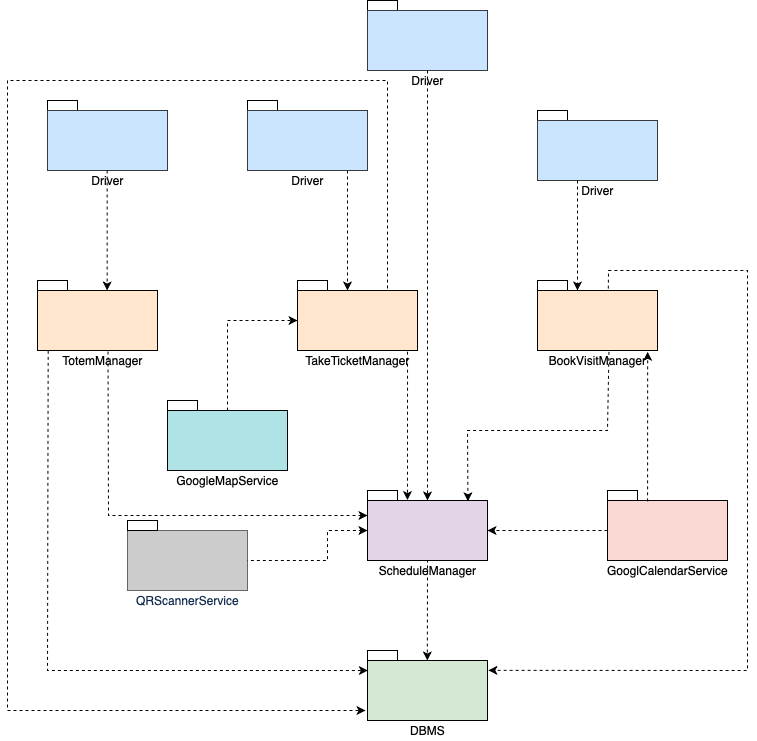 Driver
Driver
Driver
Driver
TotemManager
TakeTicketManager
BookVisitManager
GoogleMapService
ScheduleManager
GooglCalendarService
QRScannerService
DBMS